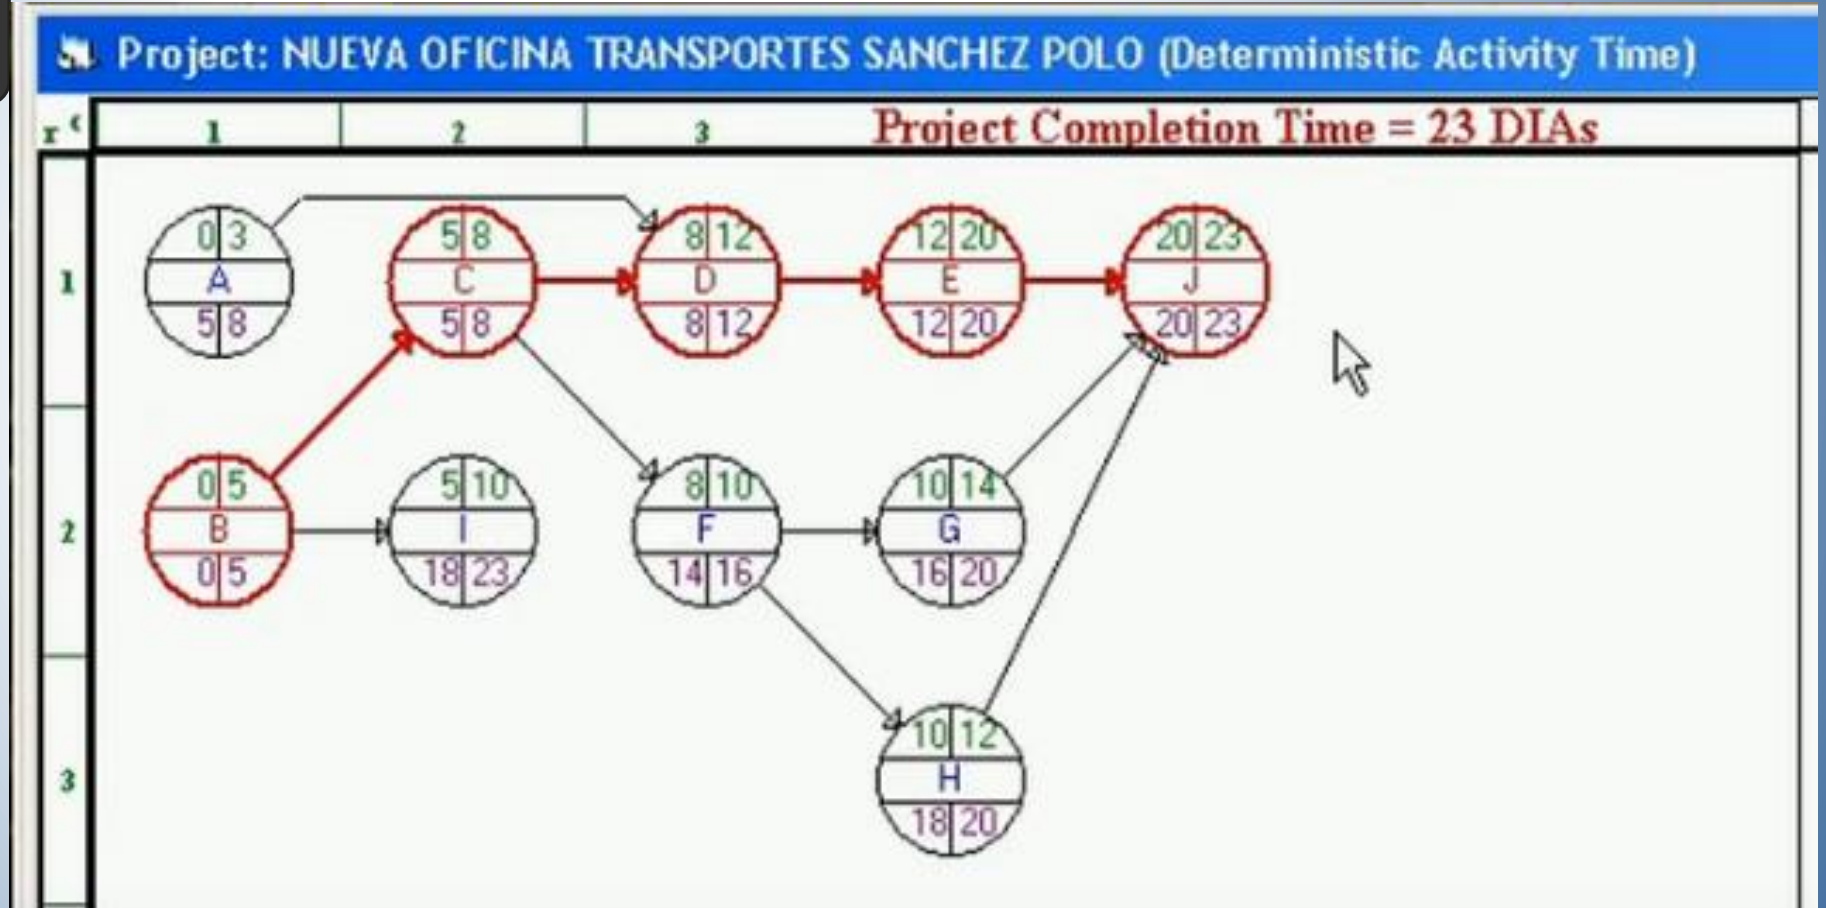 Project: NUEVA OFICINA TRANSPORTES SANCHEZ POLO (Deterministic Activity Time)
1 2 3 Project Completion Time = 23 DIAs
1
0 3 5 8 8 12 12 20 20 23
A C D E J
5 8 5 8 8 12 12 20 20 23
0 5 5 10 8 10 10 14
2 B I F G
0 5 18 23 14 16 16 20
10 12
3 H
18 20